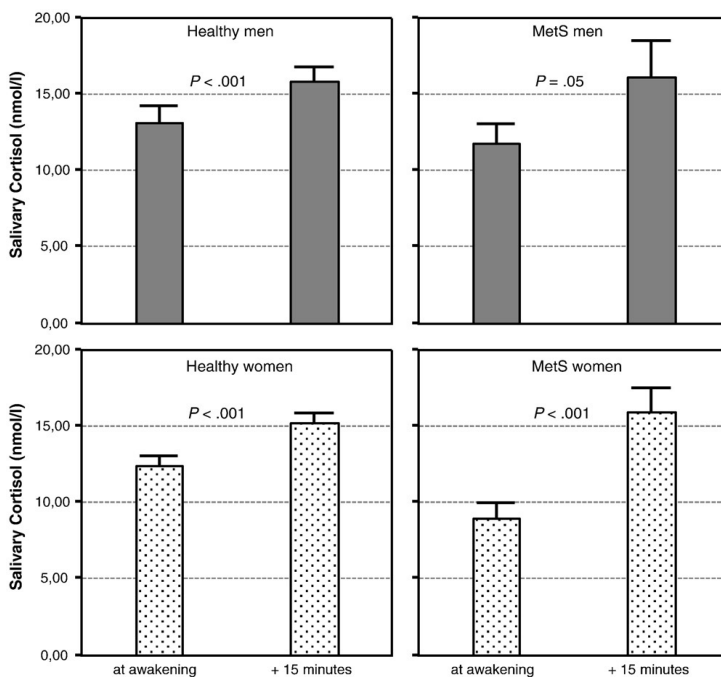 20,00
Healthy men
MetS men
P < .001
P = .05
15,00
10,00
5,00
0,00
Salivary Cortisol (nmol/l)
20,00
Healthy women
MetS women
P < .001
P < .001
15,00
10,00
5,00
0,00
Salivary Cortisol (nmol/l)
at awakening
+ 15 minutes
at awakening
+ 15 minutes